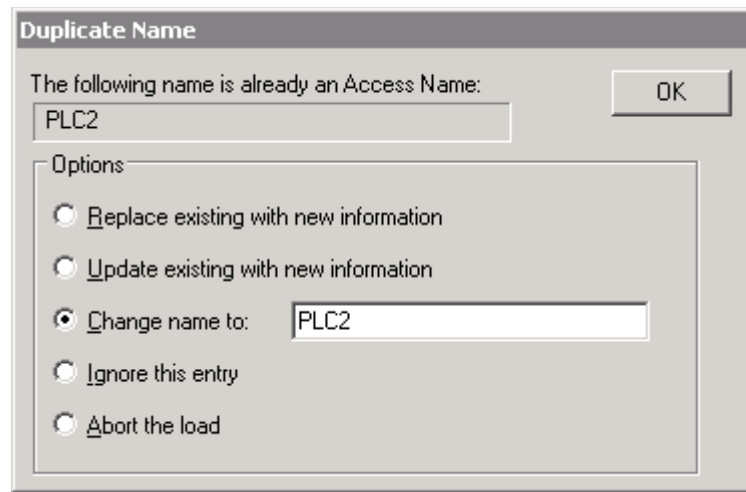 Duplicate Name
The following name is already an Access Name:
OK
PLC2
Options
Replace existing with new information
Update existing with new information
Change name to: PLC2
Ignore this entry
Abort the load